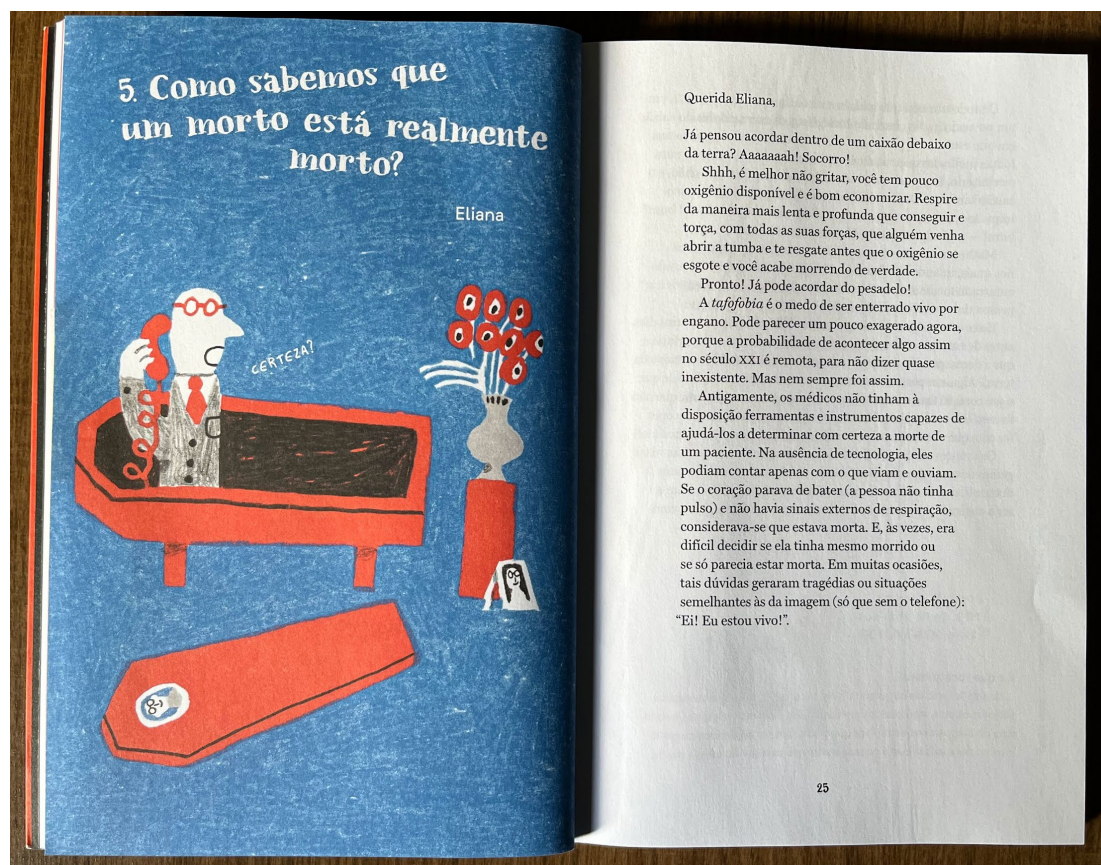 5. Como sabemos que
um morto está realmente
morto?
Eliana
CERTEZA?
Querida Eliana,
Já pensou acordar dentro de um caixão debaixo
da terra? Aaaaaaah! Socorro!
Shhh, é melhor não gritar, você tem pouco
oxigênio disponível e é bom economizar. Respire
da maneira mais lenta e profunda que conseguir e
torça, com todas as suas forças, que alguém venha
abrir a tumba e te resgate antes que o oxigênio se
esgote e você acabe morrendo de verdade.
Pronto! Já pode acordar do pesadelo!
A tafofobia é o medo de ser enterrado vivo por
engano. Pode parecer um pouco exagerado agora,
porque a probabilidade de acontecer algo assim
no século XXI é remota, para não dizer quase
inexistente. Mas nem sempre foi assim.
Antigamente, os médicos não tinham à
disposição ferramentas e instrumentos capazes de
ajudá-los a determinar com certeza a morte de
um paciente. Na ausência de tecnologia, eles
podiam contar apenas com o que viam e ouviam.
Se o coração parava de bater (a pessoa não tinha
pulso) e não havia sinais externos de respiração,
considerava-se que estava morta. E, às vezes, era
difícil decidir se ela tinha mesmo morrido ou
se só parecia estar morta. Em muitas ocasiões,
tais dúvidas geraram tragédias ou situações
semelhantes às da imagem (só que sem o telefone):
“Ei! Eu estou vivo!”.
25